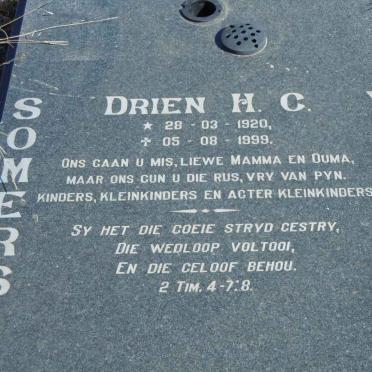 SOMERS
DRIEN H. C.
★ 28 - 03 - 1920,
✝ 05 - 08 - 1999.
ONS GAAN U MIS, LIEWE MAMMA EN OUMA,
MAAR ONS GUN U DIE RUS, VRY VAN PYN.
KINDERS, KLEINKINDERS EN AGTER KLEINKINDERS
SY HET DIE GOEIE STRYD GESTRY,
DIE WEDLOOP VOLTOOI,
EN DIE GELOOF BEHOU.
2 TIM. 4-7:8.